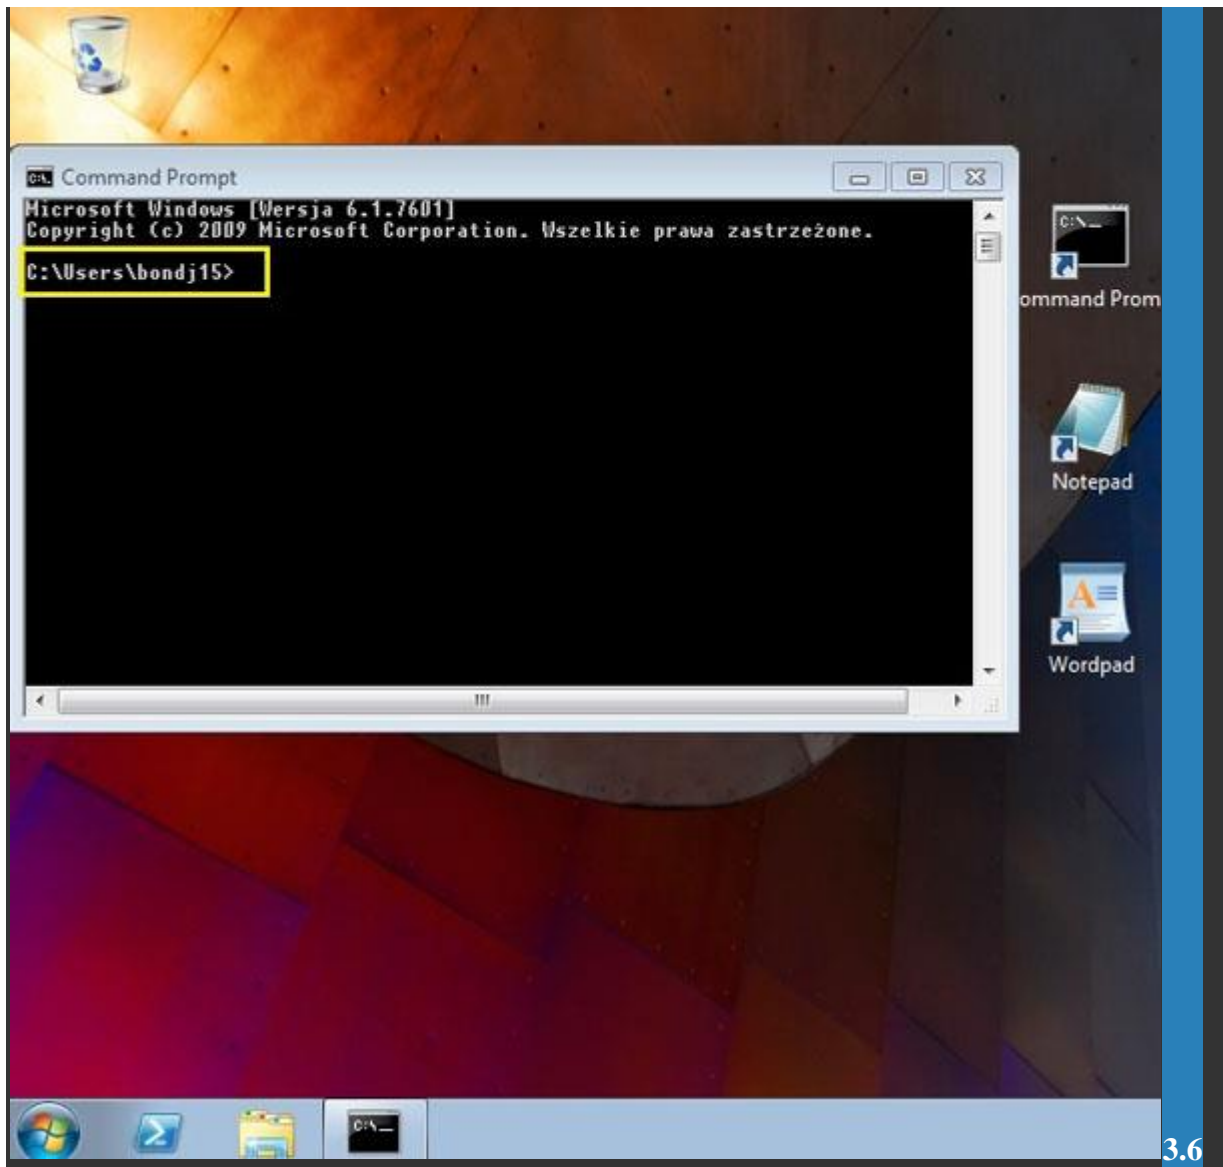 Command Prompt
Microsoft Windows [Wersja 6.1.7601]
Copyright (c) 2009 Microsoft Corporation. Wszelkie prawa zastrzeżone.
C:\Users\bondj15>
C:\_
ommand Prom
Notepad
A
Wordpad
C:\_
3.6